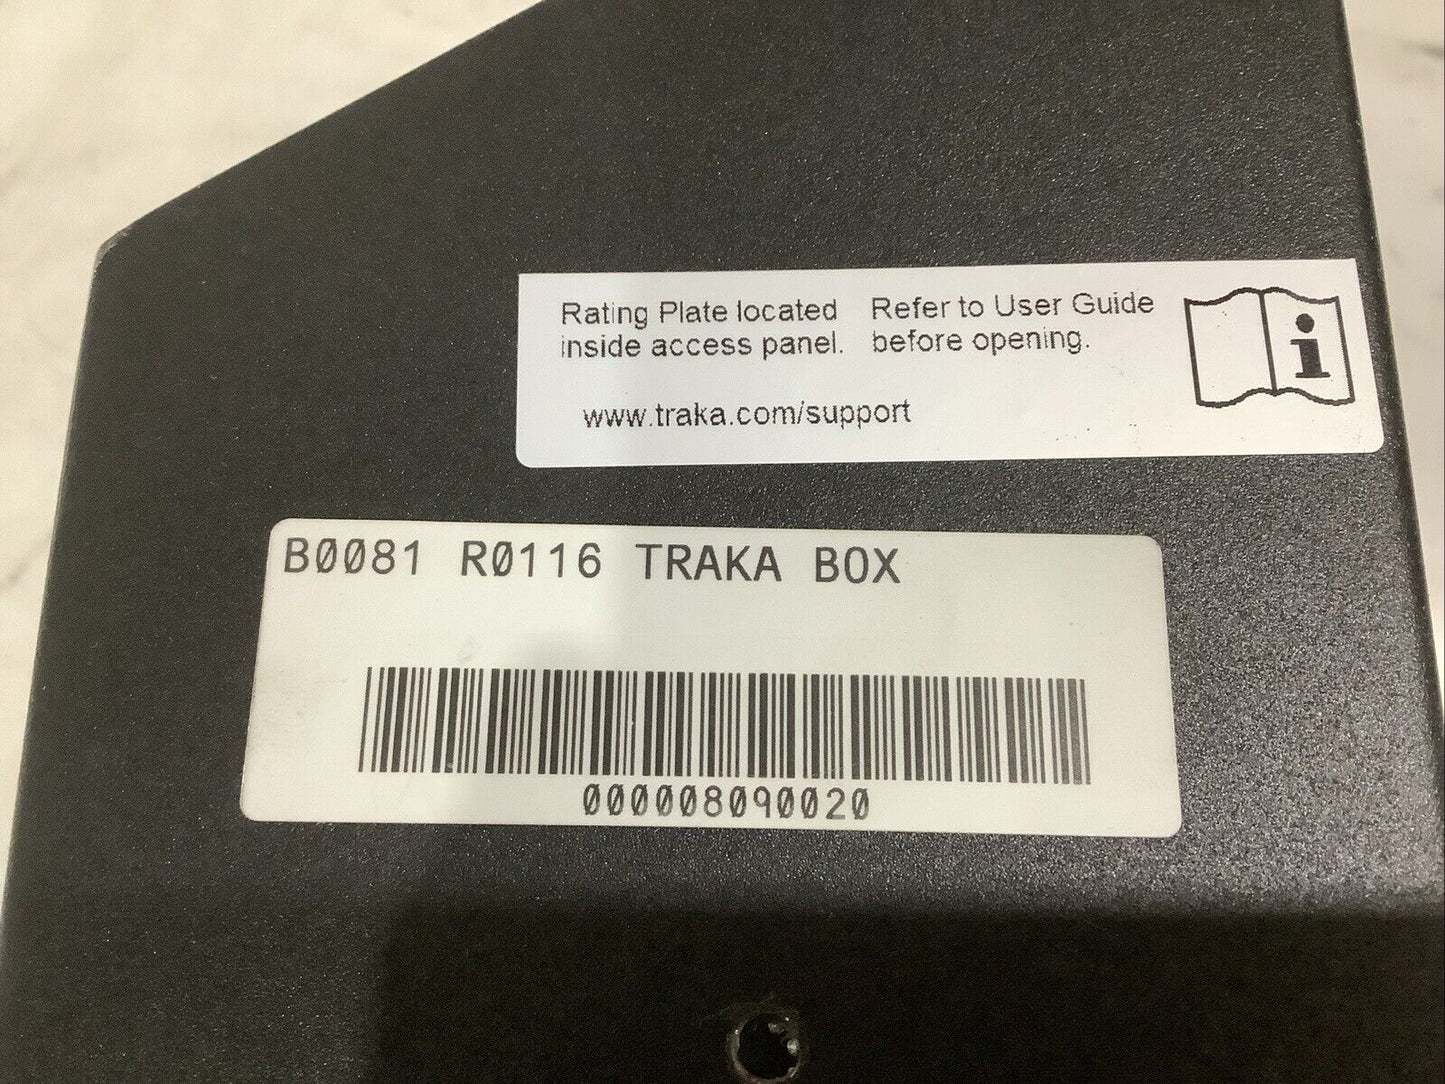 Rating Plate located
inside access panel.
Refer to User Guide
before opening.
www.traka.com/support
B0081 R0116 TRAKA BOX
000008090020